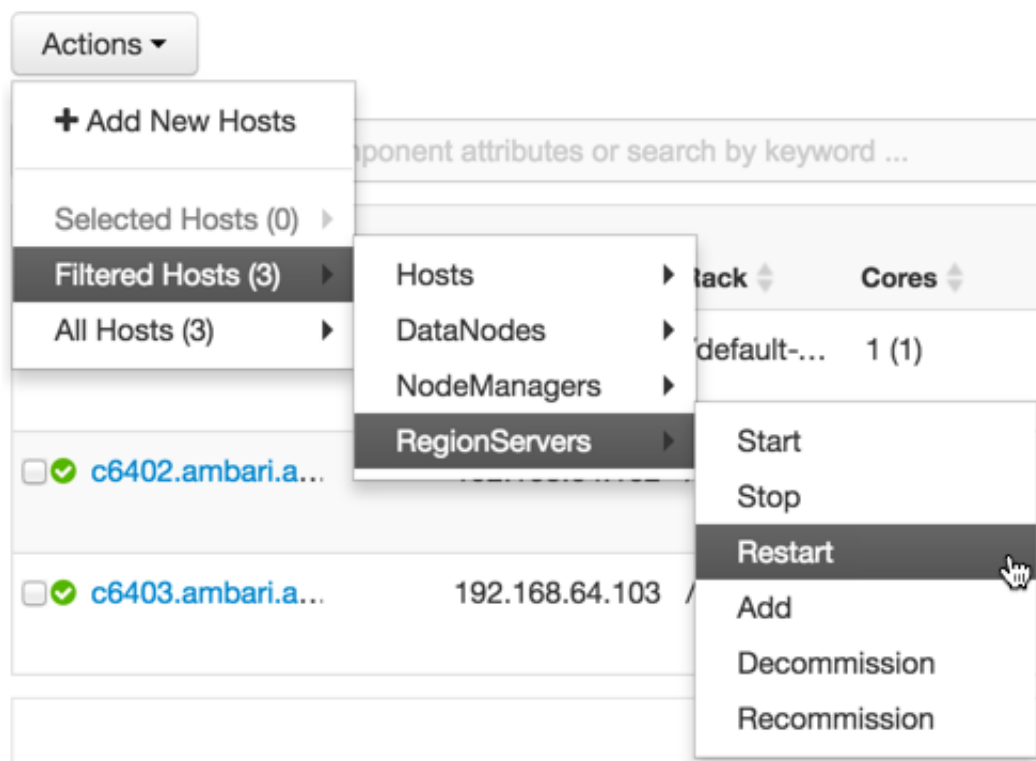 Actions
+ Add New Hosts
ponent attributes or search by keyword ...
Selected Hosts (0)
Filtered Hosts (3)
Hosts
Rack
Cores
All Hosts (3)
DataNodes
default-...
1 (1)
NodeManagers
RegionServers
Start
c6402.ambari.a...
Stop
Restart
c6403.ambari.a...
192.168.64.103
/
Add
Decommission
Recommission